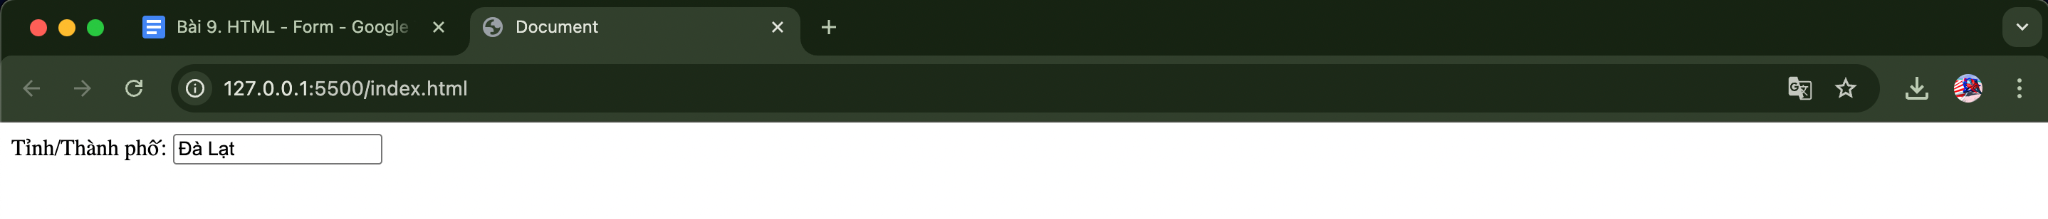 Bài 9. HTML - Form - Google
Document
127.0.0.1:5500/index.html
Tỉnh/Thành phố: Đà Lạt